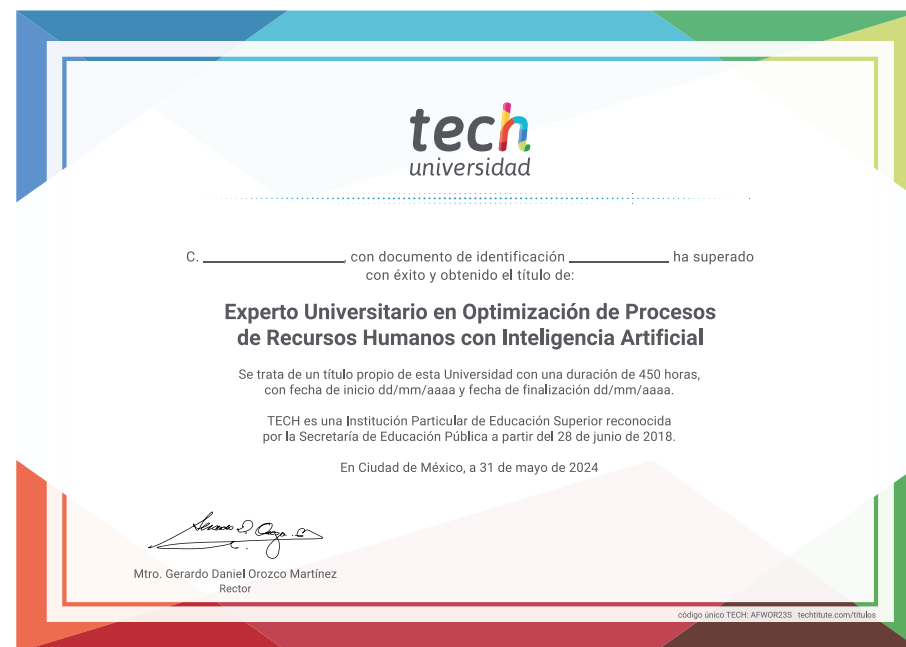 tech
universidad
C. ____________, con documento de identificación ____________ ha superado
con éxito y obtenido el título de:
Experto Universitario en Optimización de Procesos
de Recursos Humanos con Inteligencia Artificial
Se trata de un título propio de esta Universidad con una duración de 450 horas,
con fecha de inicio dd/mm/aaaa y fecha de finalización dd/mm/aaaa.
TECH es una Institución Particular de Educación Superior reconocida
por la Secretaría de Educación Pública a partir del 28 de junio de 2018.
En Ciudad de México, a 31 de mayo de 2024
Mtro. Gerardo Daniel Orozco Martínez
Rector
código único TECH: AFWOR23S techtitute.com/titulos